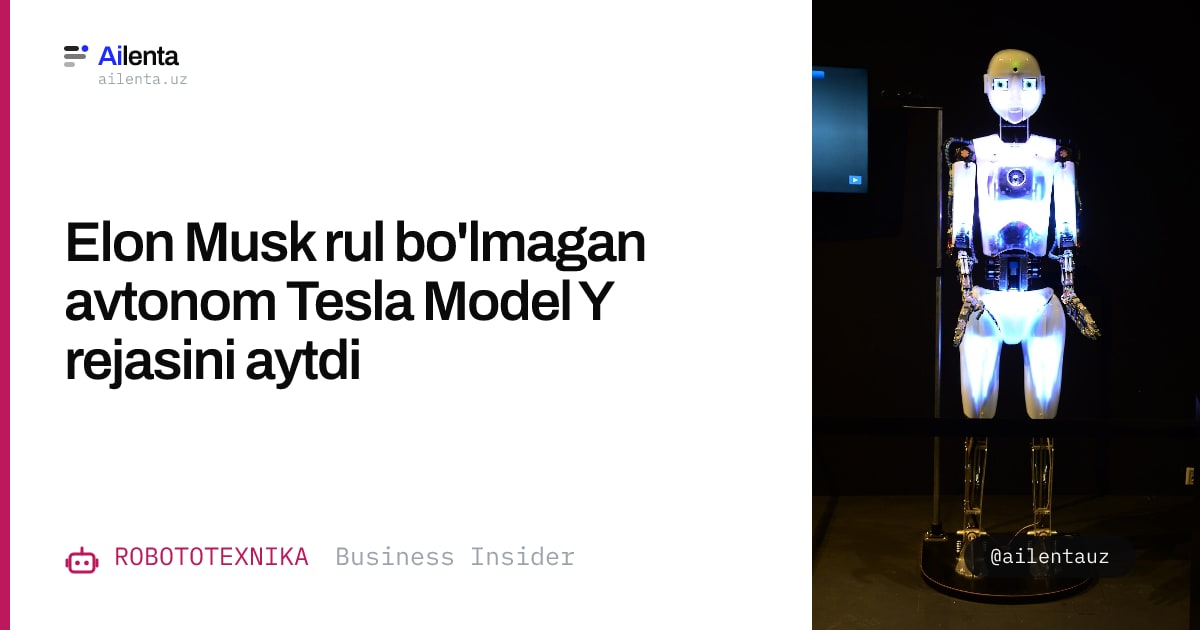 Ailenta
ailenta.uz
Elon Musk rul bo'lmagan
avtonom Tesla Model Y
rejasini aytdi
ROBOTOTEXNIKA Business Insider
@ailentauz